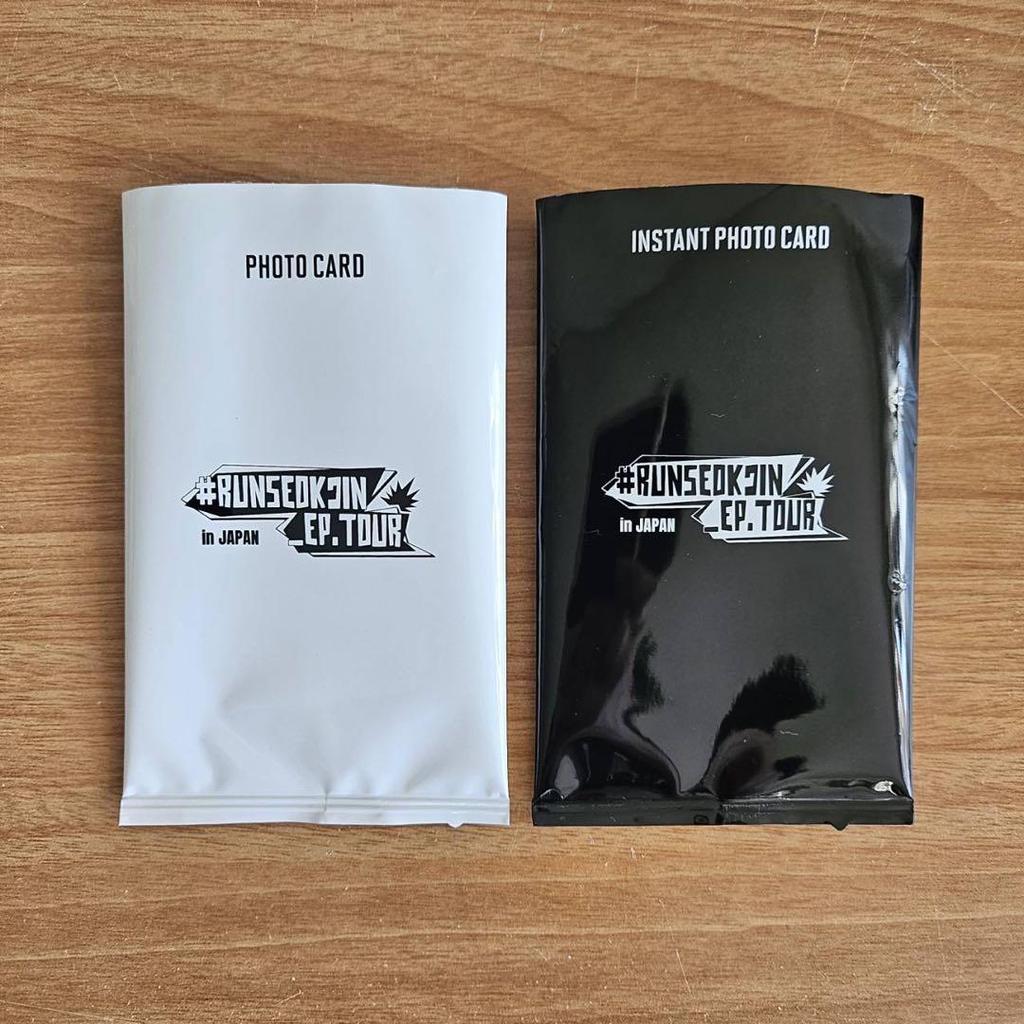 PHOTO CARD
#RUNSEOKJIN
_EP.TOUR
in JAPAN
INSTANT PHOTO CARD
#RUNSEOKJIN
_EP.TOUR
in JAPAN